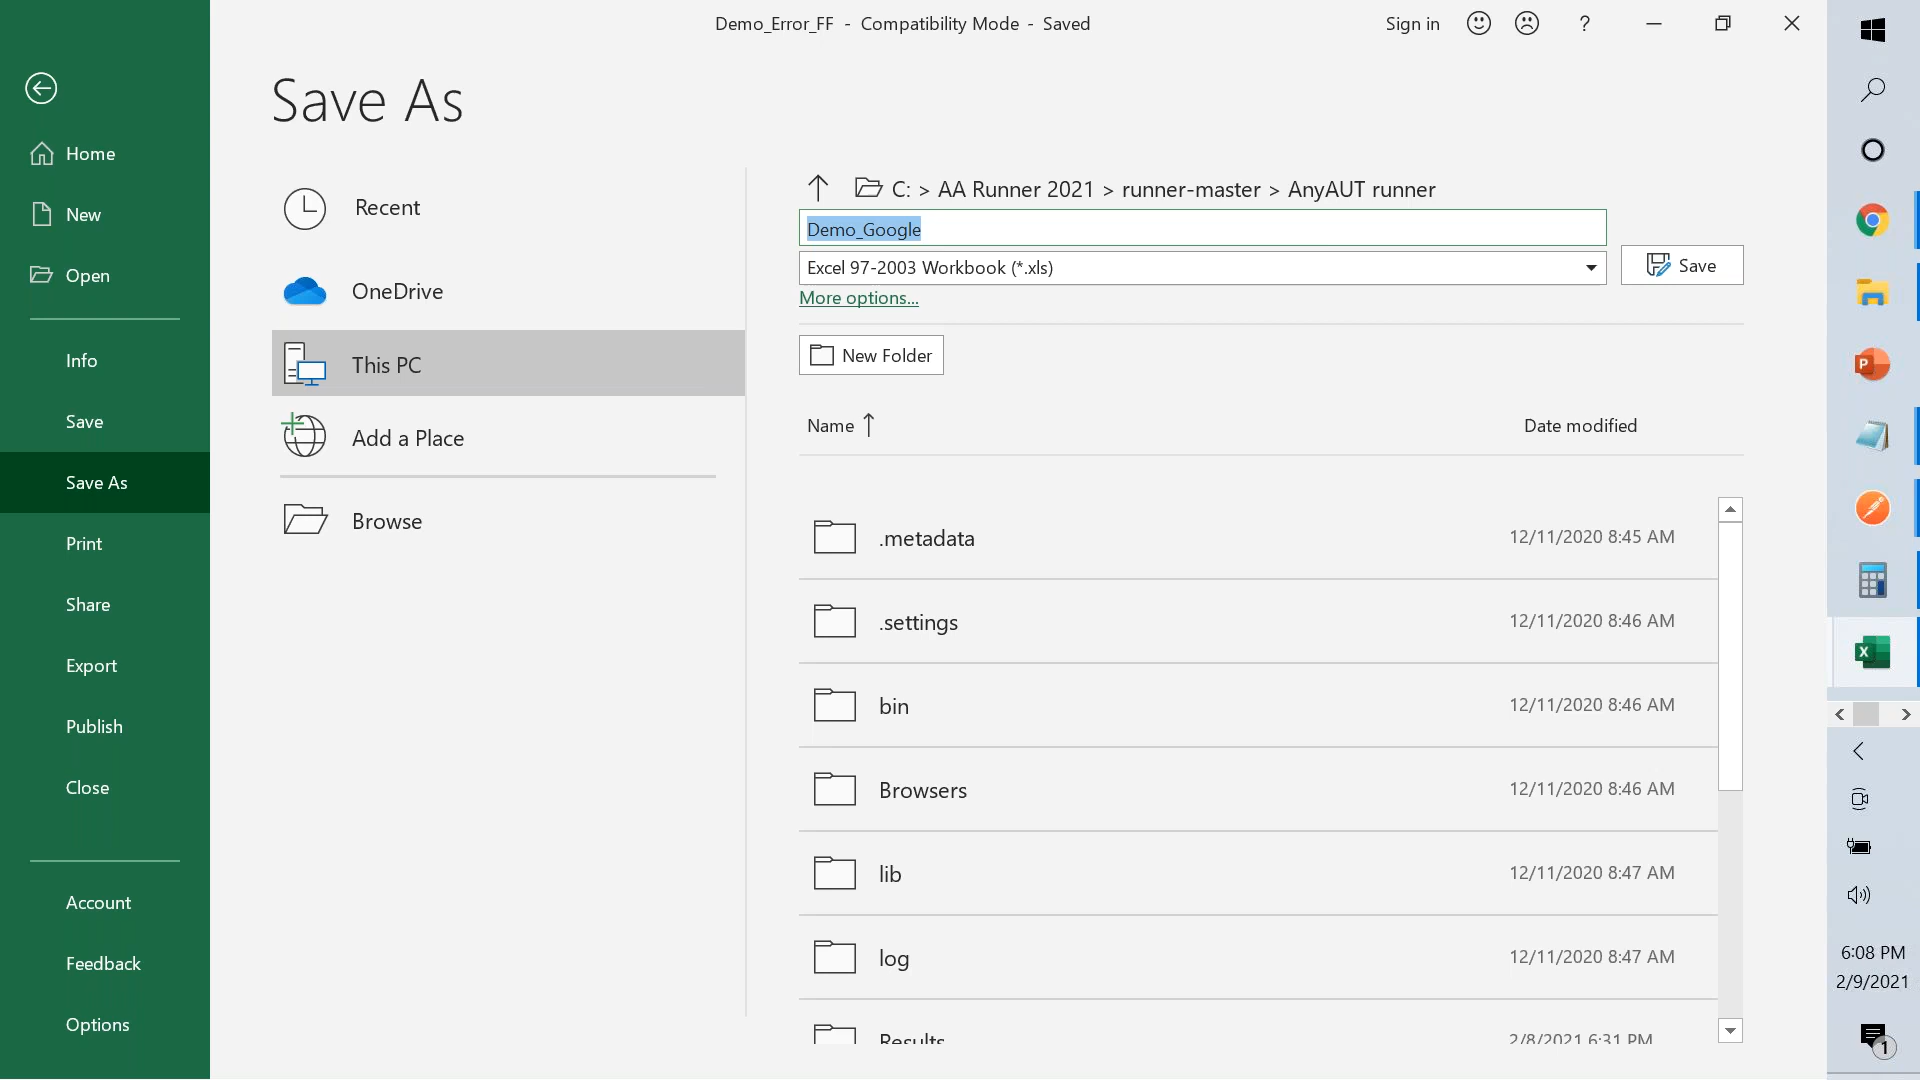 Demo_Error_FF - Compatibility Mode - Saved
Sign in
?
Save As
Home
New
Open
Info
Save
Save As
Print
Share
Export
Publish
Close
Account
Feedback
Options
Recent
OneDrive
This PC
Add a Place
Browse
C: > AA Runner 2021 > runner-master > AnyAUT runner
Demo_Google
Excel 97-2003 Workbook (*.xls)
Save
More options...
New Folder
Name Date modified
.metadata 12/11/2020 8:45 AM
.settings 12/11/2020 8:46 AM
bin 12/11/2020 8:46 AM
Browsers 12/11/2020 8:46 AM
lib 12/11/2020 8:47 AM
log 12/11/2020 8:47 AM
Results 2/8/2021 6:31 PM
6:08 PM
2/9/2021
1